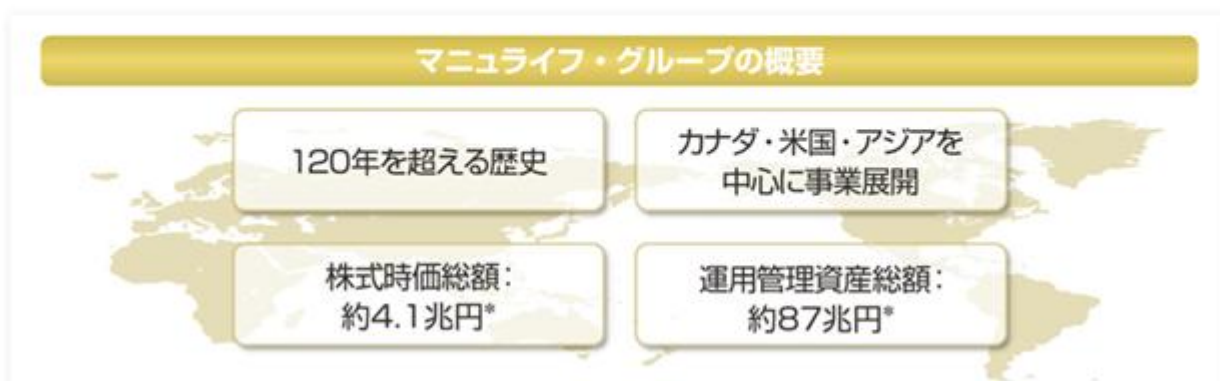 マニュライフ・グループの概要
120年を超える歴史
カナダ・米国・アジアを
中心に事業展開
株式時価総額：
約4.1兆円*
運用管理資産総額：
約87兆円*